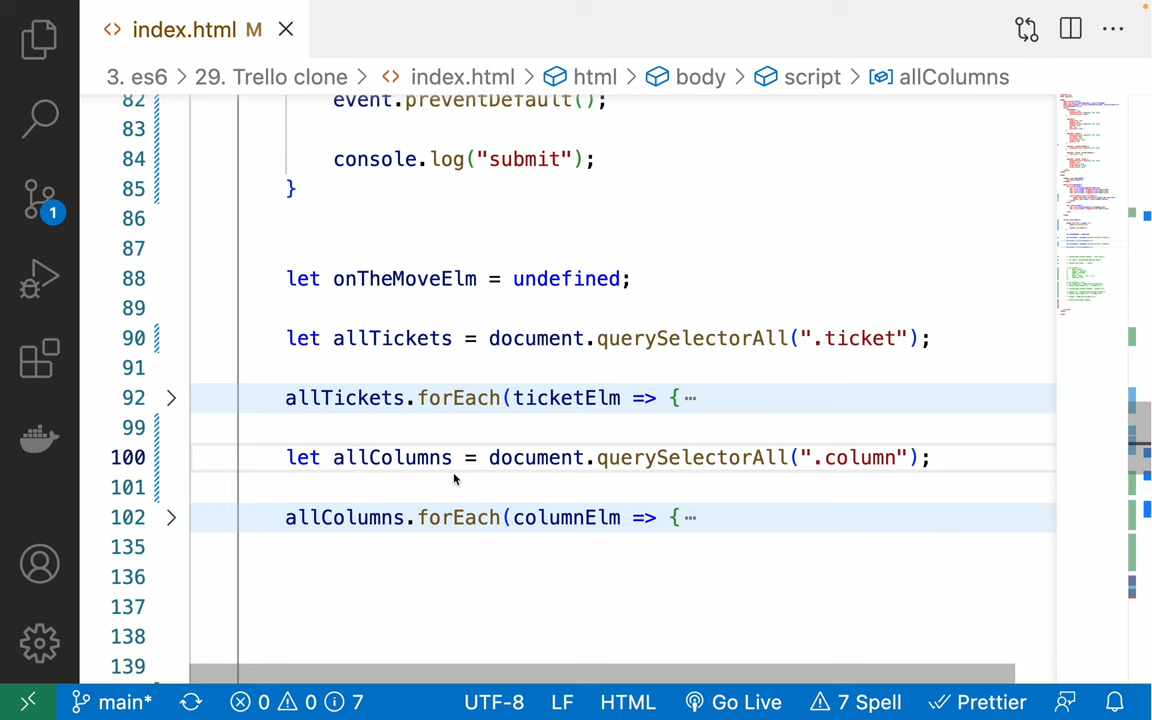 index.html M
3. es6 > 29. Trello clone > index.html > html > body > script > allColumns
82 event.preventDefault();
83
84 console.log("submit");
85 }
86
87
88 let onTheMoveElm = undefined;
89
90 let allTickets = document.querySelectorAll(".ticket");
91
92 allTickets.forEach(ticketElm => {⋯
99
100 let allColumns = document.querySelectorAll(".column");
101
102 allColumns.forEach(columnElm => {⋯
135
136
137
138
139
1
main* 0 0 7 UTF-8 LF HTML Go Live 7 Spell Prettier